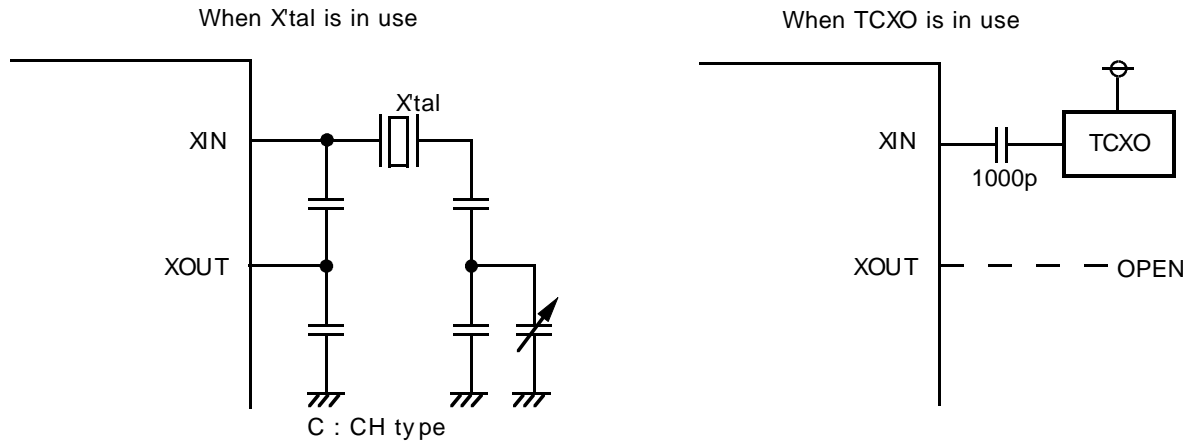 When X'tal is in use
X'tal
XIN
XOUT
C : CH type
When TCXO is in use
XIN
TCXO
1000p
XOUT
OPEN